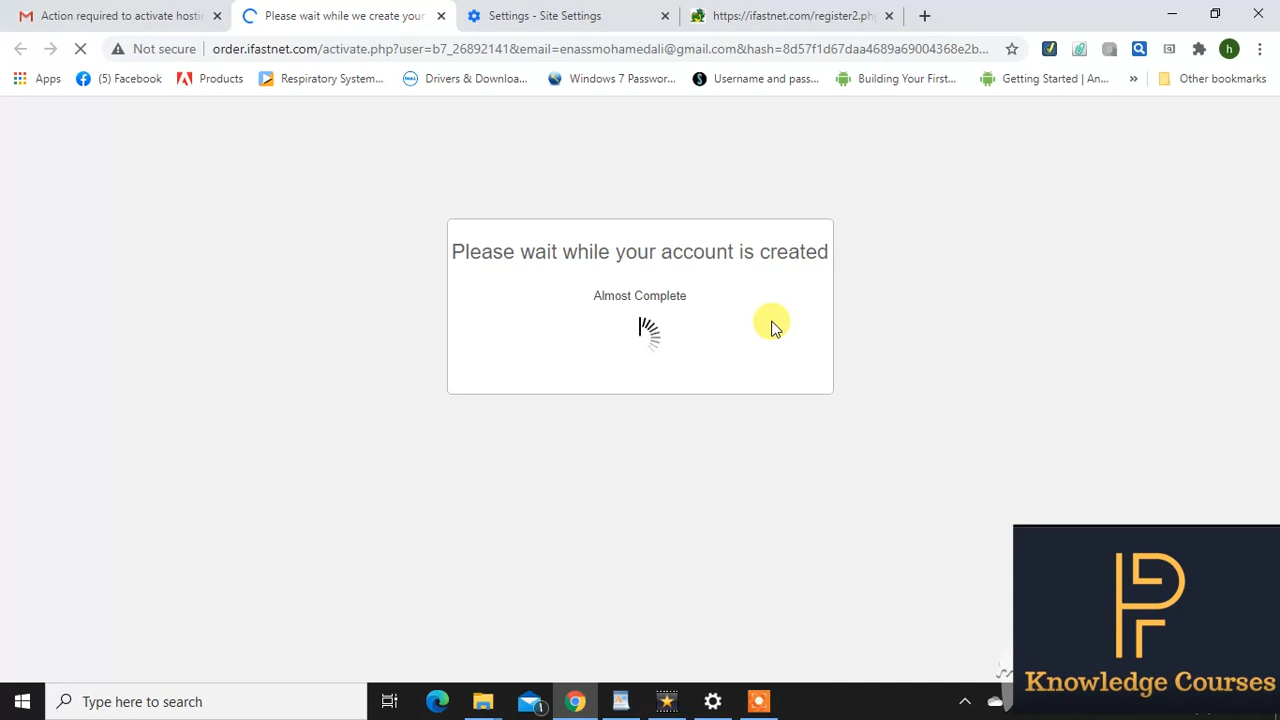 Action required to activate hosti
Please wait while we create your
Settings - Site Settings
https://ifastnet.com/register2.ph
Not secure
order.ifastnet.com/activate.php?user=b7_26892141&email=enassmohamedali@gmail.com&hash=8d57f1d67daa4689a69004368e2b...
h
Apps
(5) Facebook
Products
Respiratory System...
Drivers & Downloa...
Windows 7 Passwor...
Username and pass...
Building Your First...
Getting Started | An...
»
Other bookmarks
Please wait while your account is created
Almost Complete
PF
Knowledge Courses
Type here to search